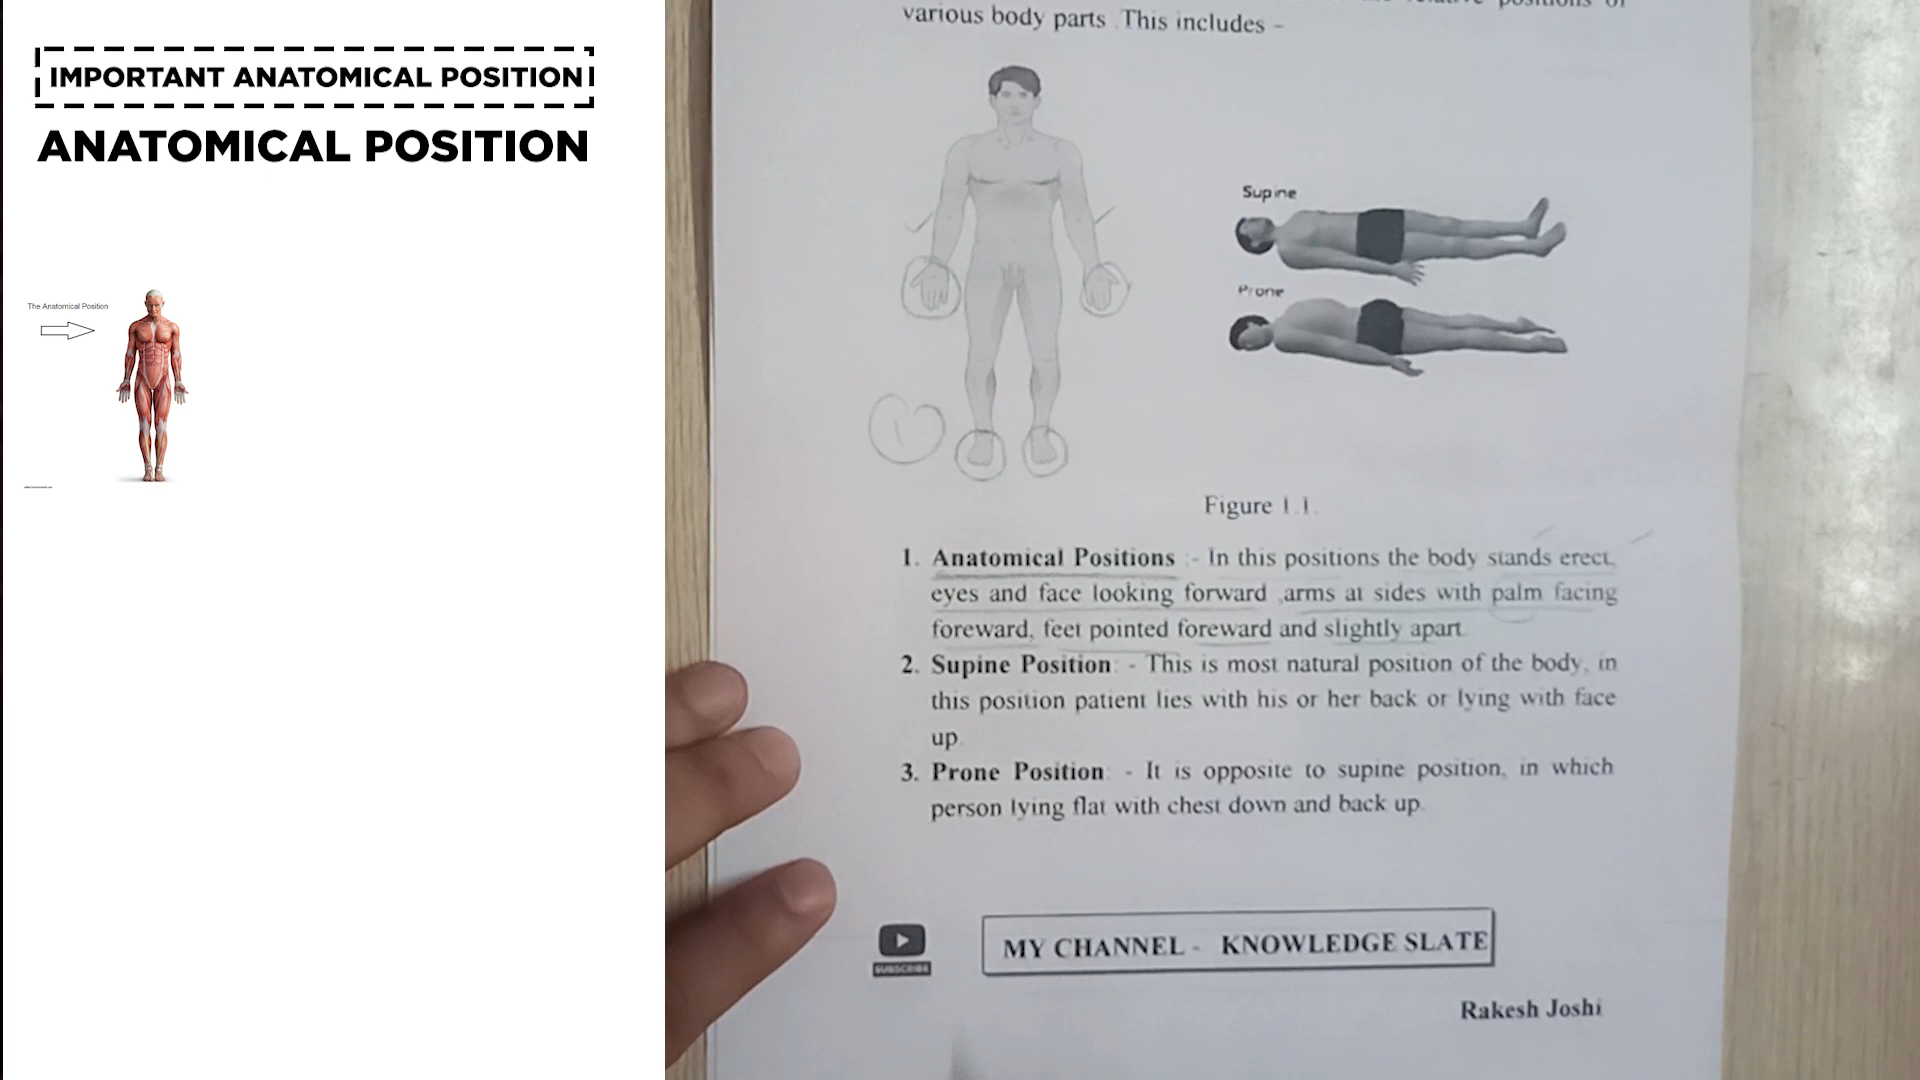 IMPORTANT ANATOMICAL POSITION
ANATOMICAL POSITION
The Anatomical Position
various body parts .This includes -
Supine
Prone
Figure 1.1.
1. Anatomical Positions :- In this positions the body stands erect,
eyes and face looking forward ,arms at sides with palm facing
foreward, feet pointed foreward and slightly apart.
2. Supine Position: - This is most natural position of the body, in
this position patient lies with his or her back or lying with face
up.
3. Prone Position: - It is opposite to supine position, in which
person lying flat with chest down and back up.
SUBSCRIBE
MY CHANNEL - KNOWLEDGE SLATE
Rakesh Joshi